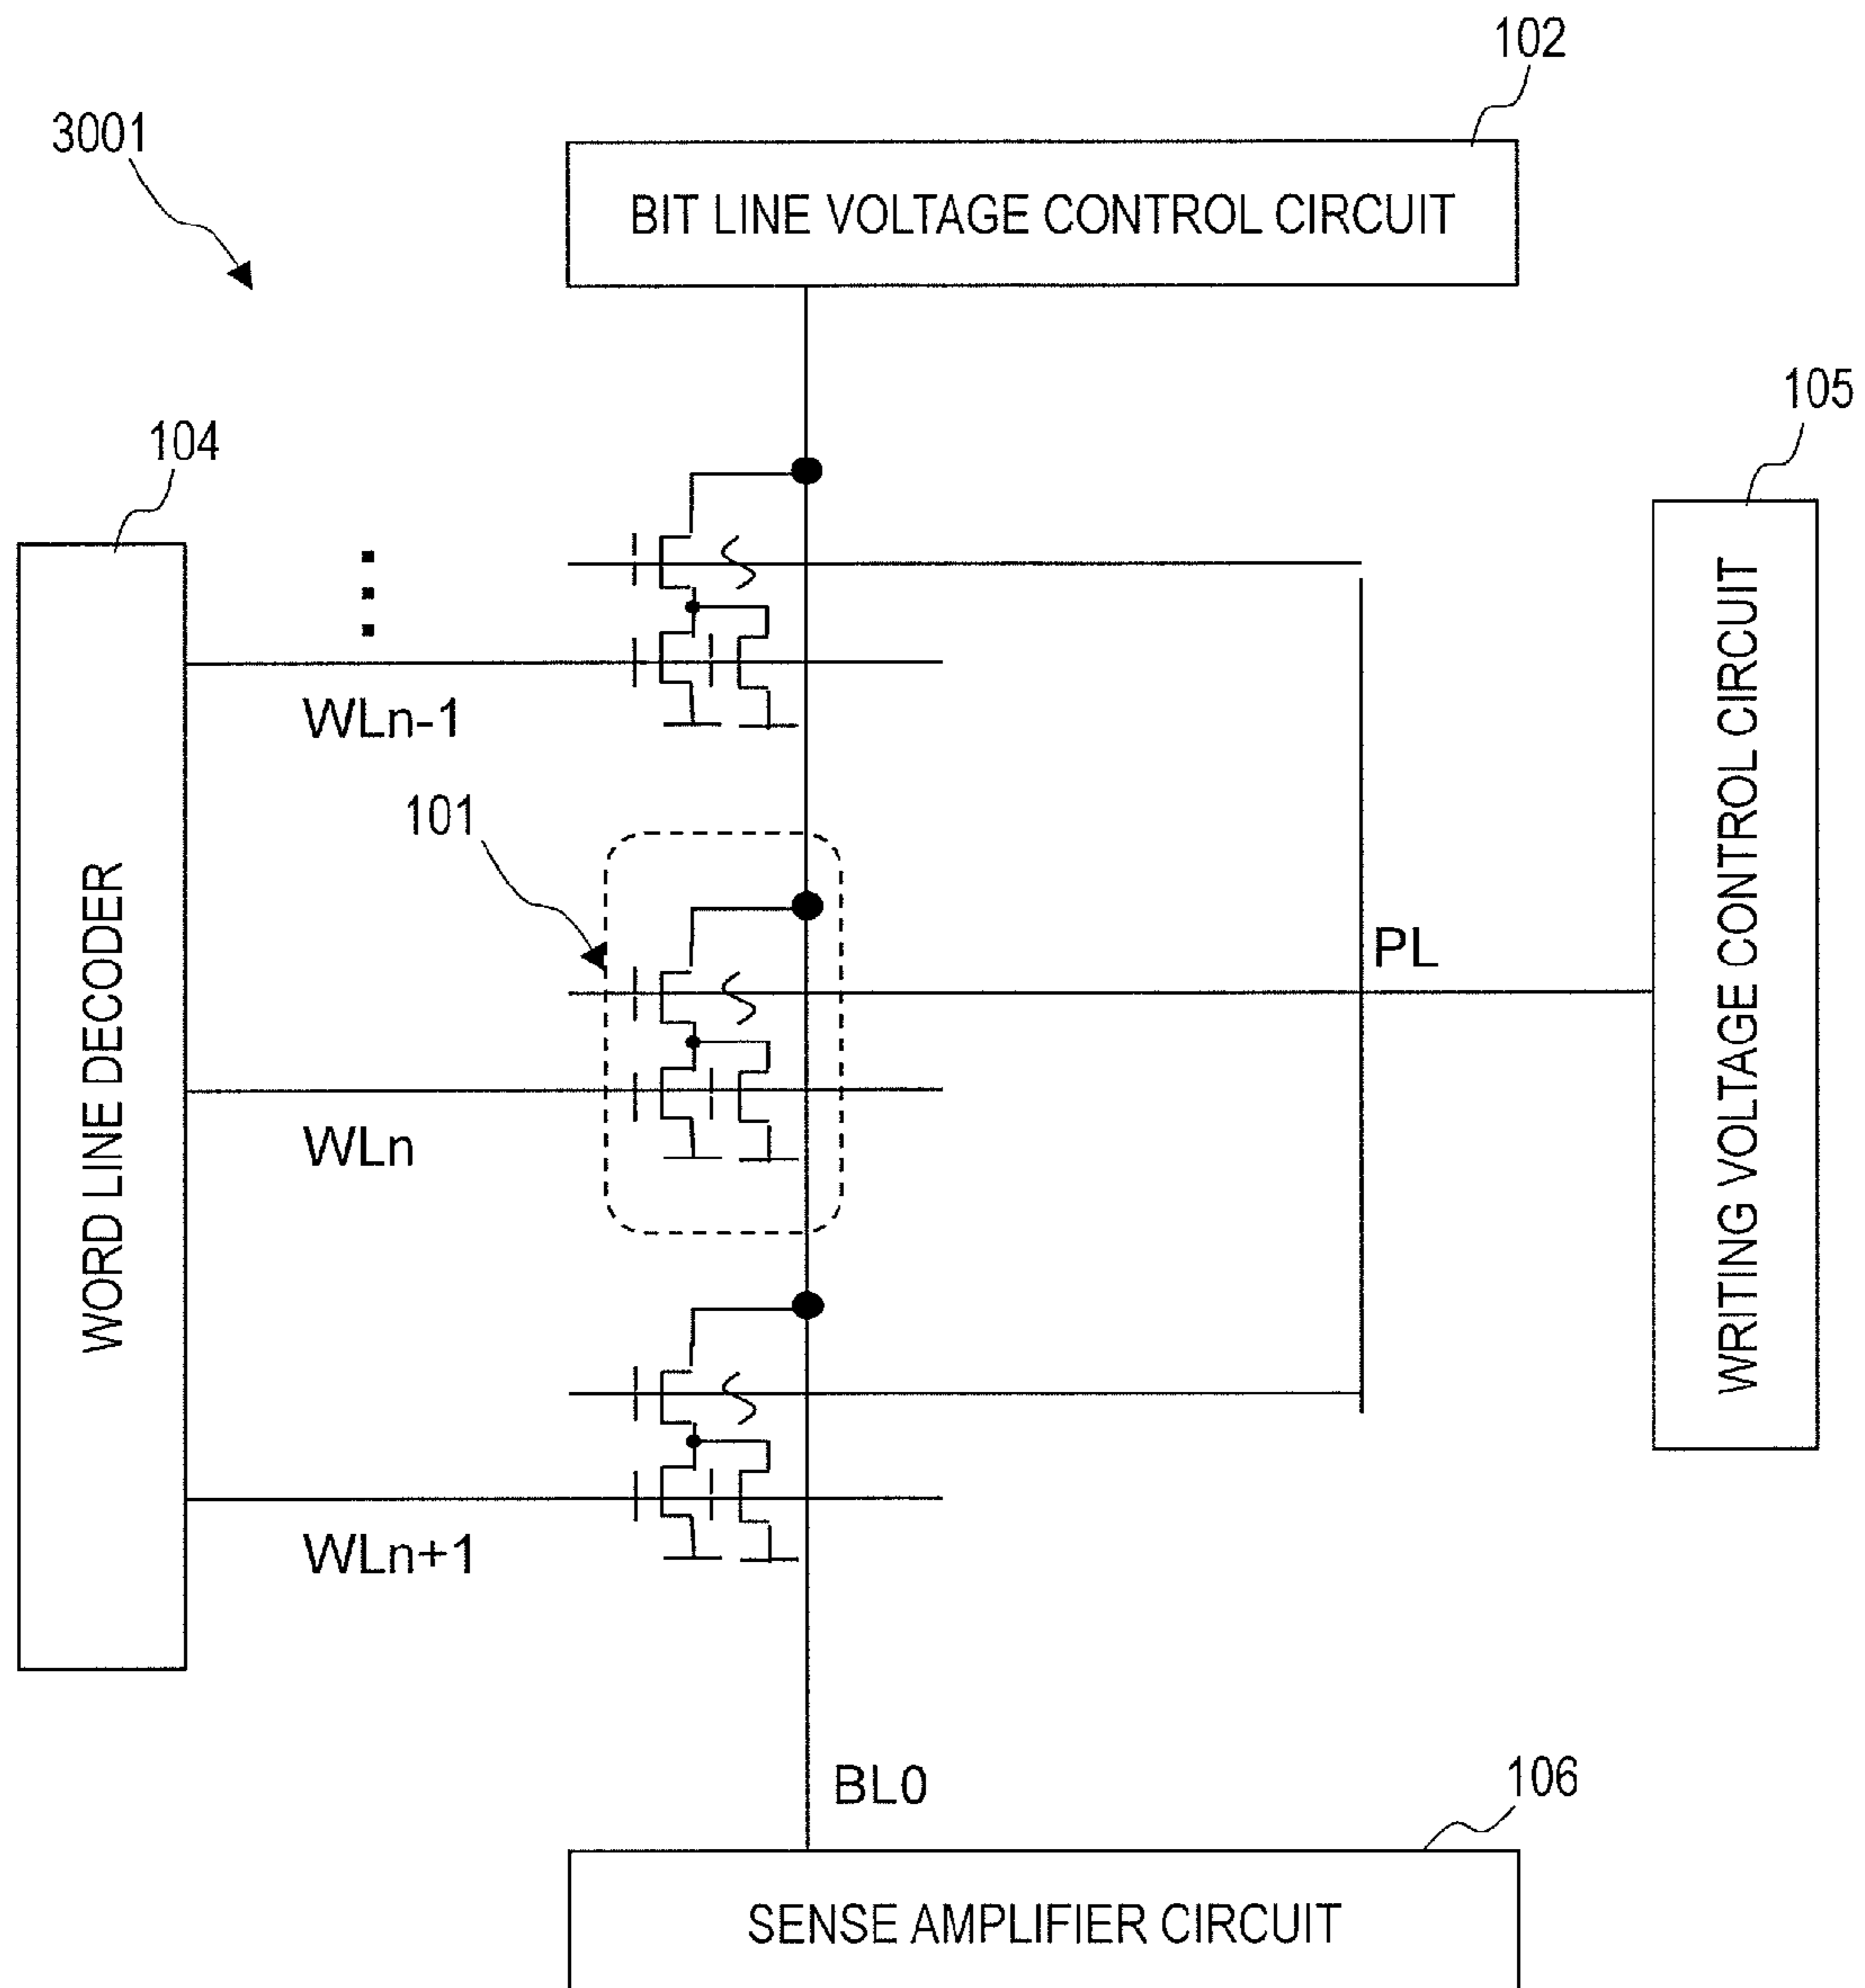 102
3001
BIT LINE VOLTAGE CONTROL CIRCUIT
105
104
WLn-1
101
PL
WORD LINE DECODER
WRITING VOLTAGE CONTROL CIRCUIT
WLn
WLn+1
BL0
106
SENSE AMPLIFIER CIRCUIT